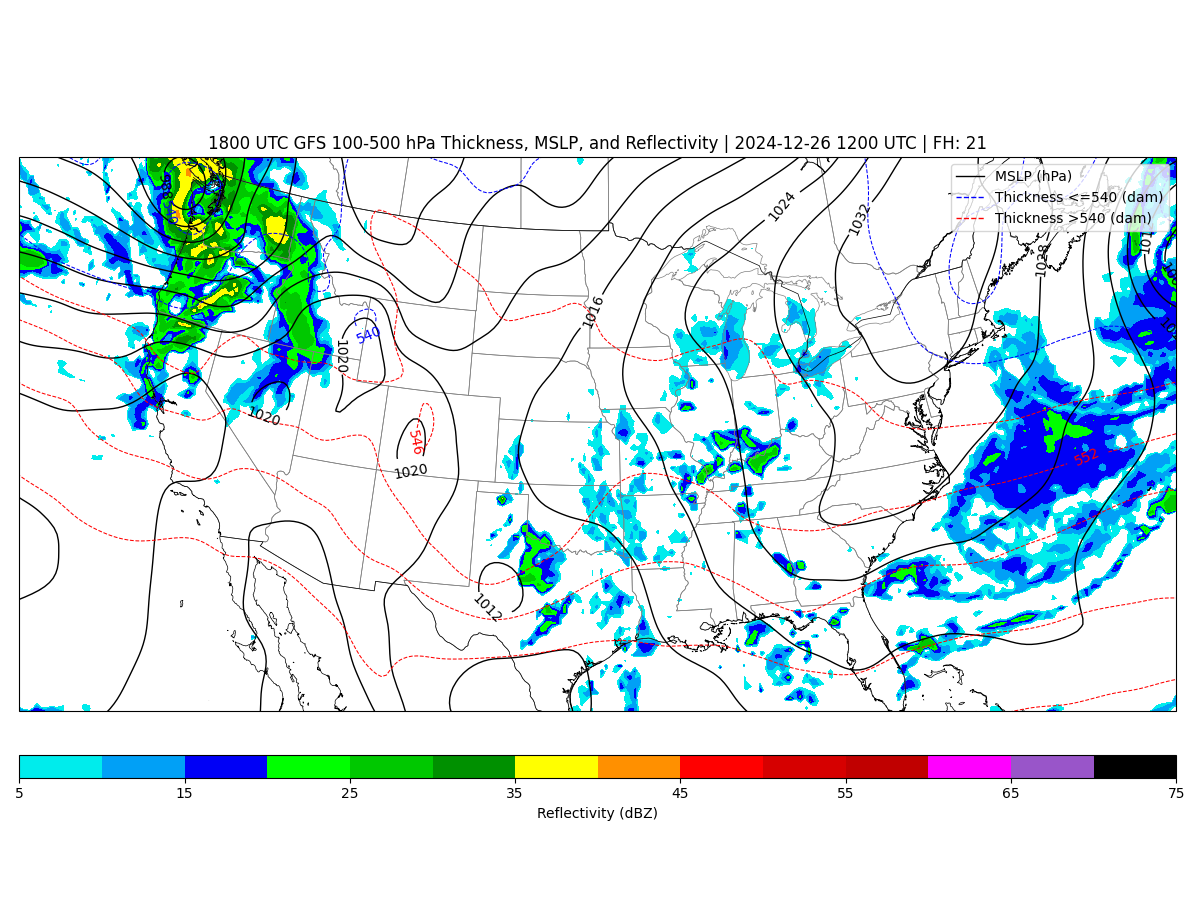 1800 UTC GFS 100-500 hPa Thickness, MSLP, and Reflectivity | 2024-12-26 1200 UTC | FH: 21
MSLP (hPa)
Thickness <=540 (dam)
Thickness >540 (dam)
1024
1032
1028
1016
540
1020
1020
546
1020
552
1012
5 15 25 35 45 55 65 75
Reflectivity (dBZ)